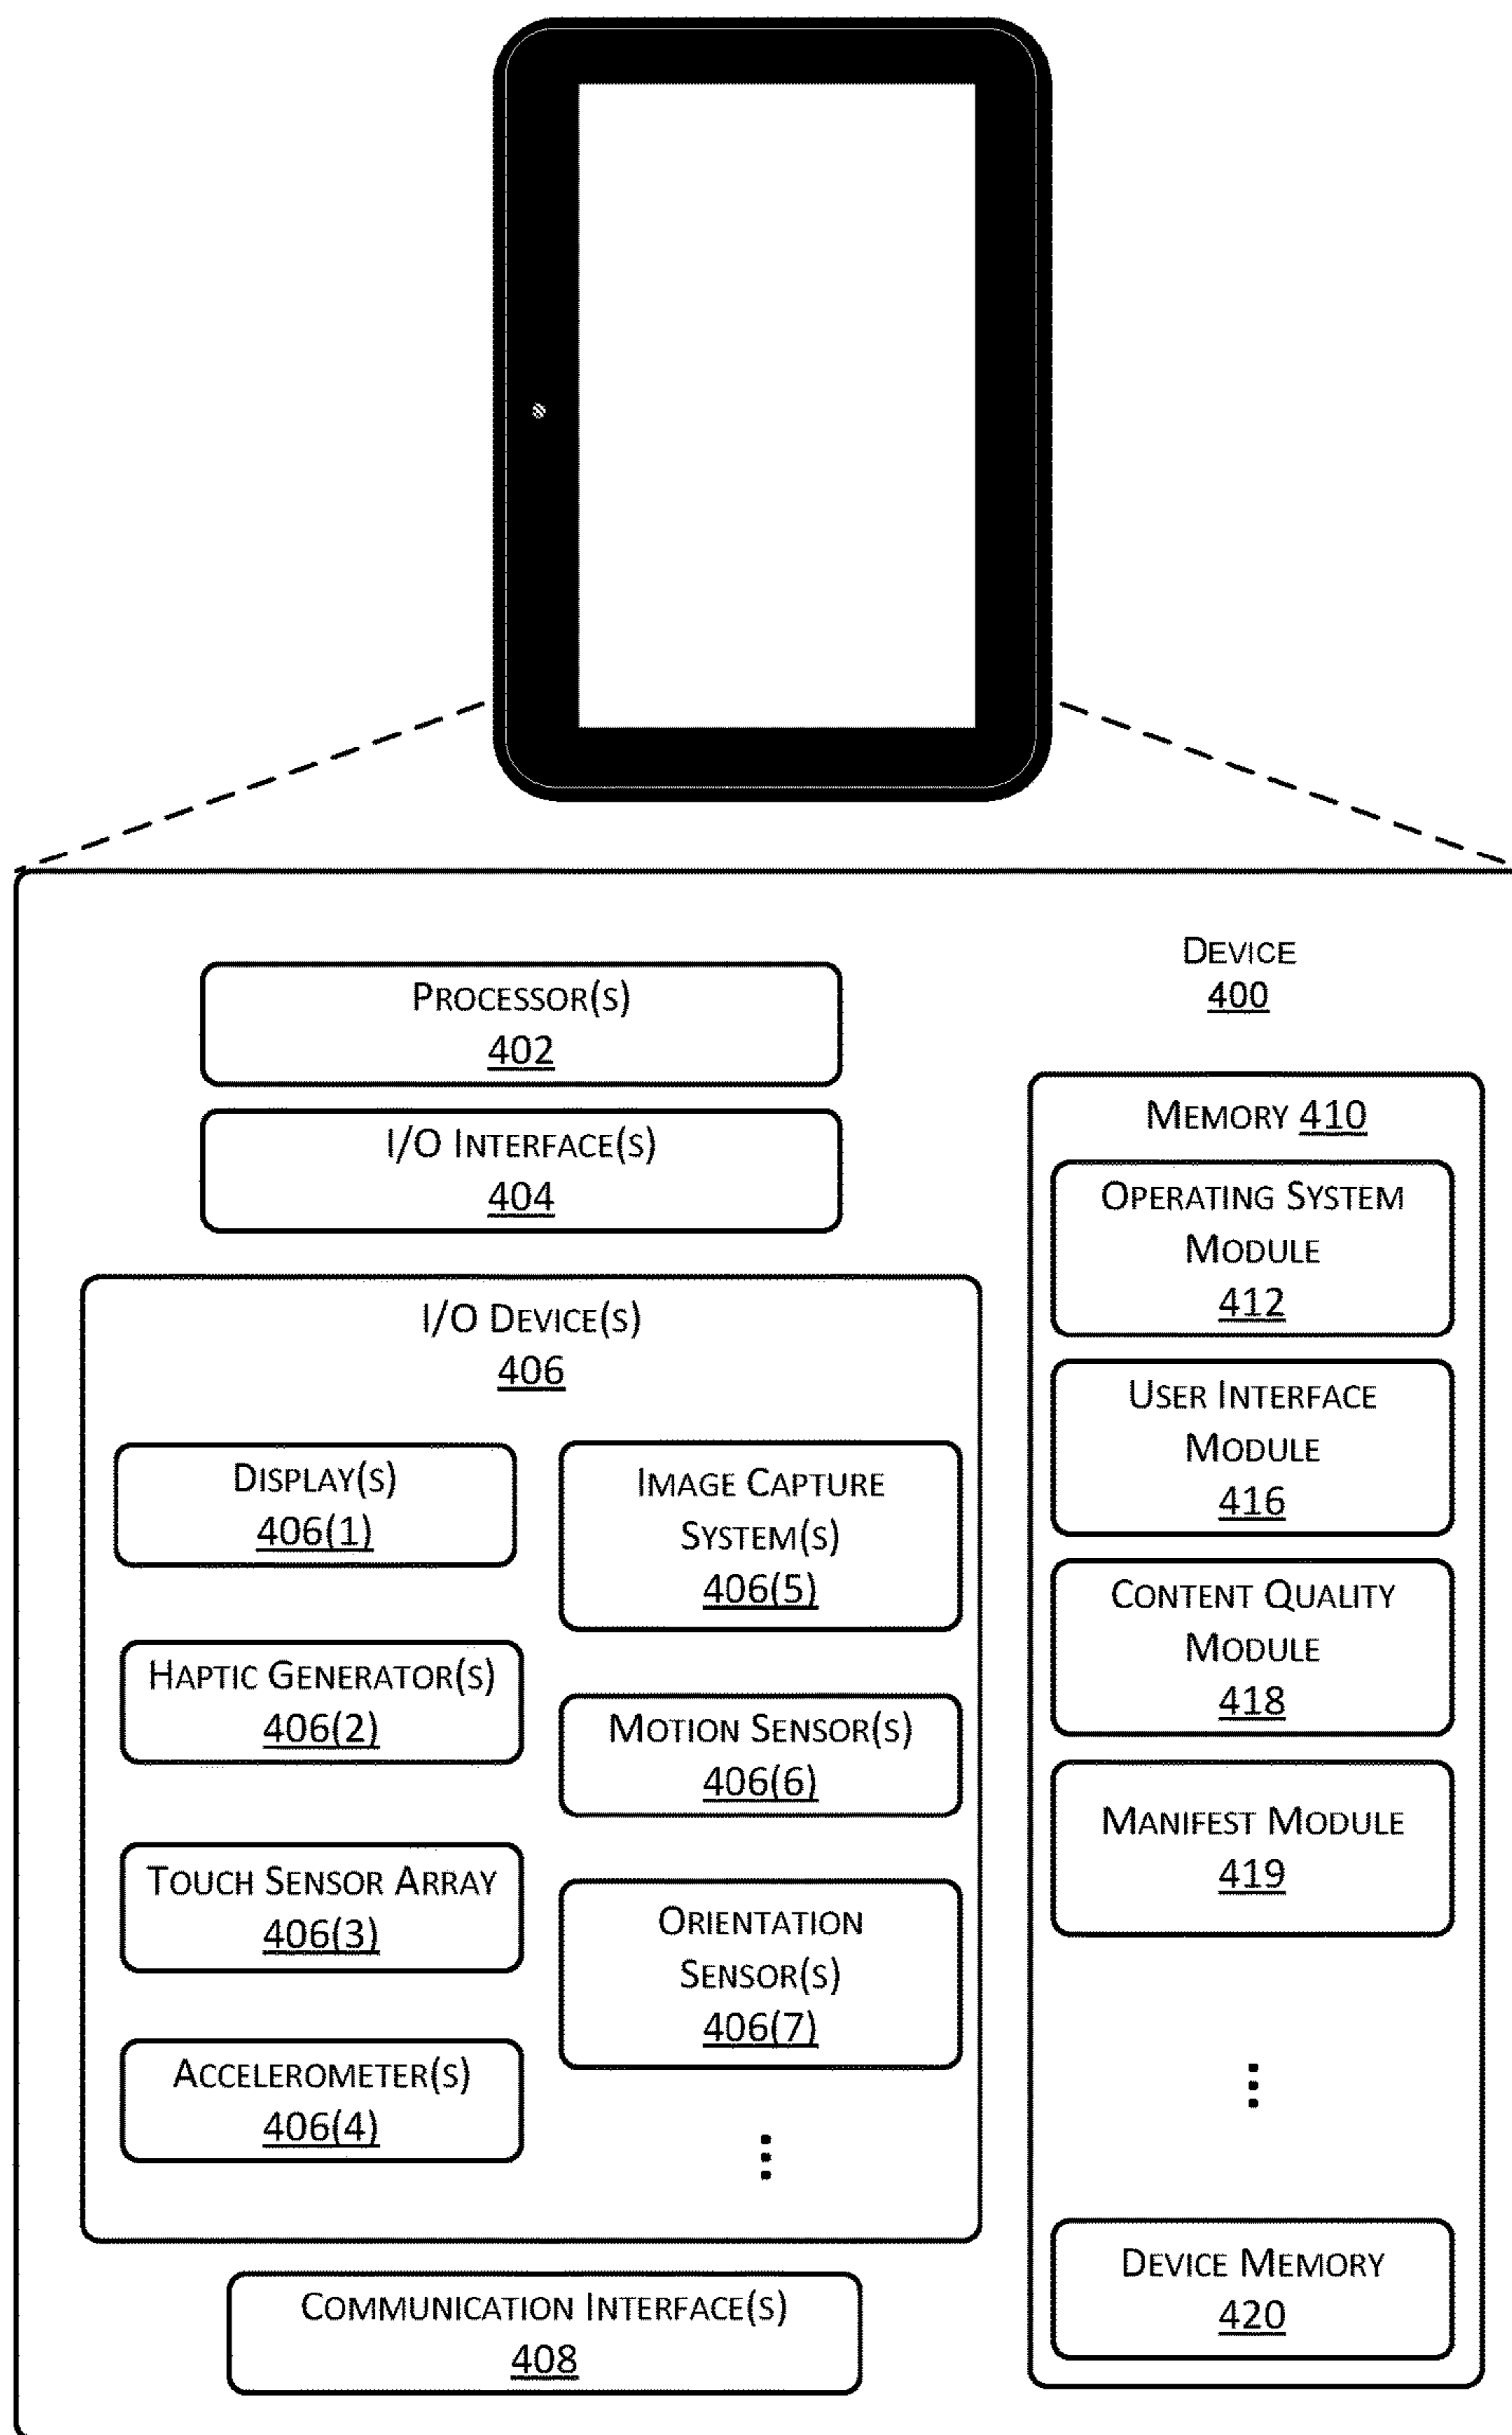 DEVICE
400
PROCESSOR(S)
402
I/O INTERFACE(S)
404
I/O DEVICE(S)
406
DISPLAY(S)
406(1)
HAPTIC GENERATOR(S)
406(2)
TOUCH SENSOR ARRAY
406(3)
ACCELEROMETER(S)
406(4)
IMAGE CAPTURE
SYSTEM(S)
406(5)
MOTION SENSOR(S)
406(6)
ORIENTATION
SENSOR(S)
406(7)
COMMUNICATION INTERFACE(S)
408
MEMORY 410
OPERATING SYSTEM
MODULE
412
USER INTERFACE
MODULE
416
CONTENT QUALITY
MODULE
418
MANIFEST MODULE
419
DEVICE MEMORY
420